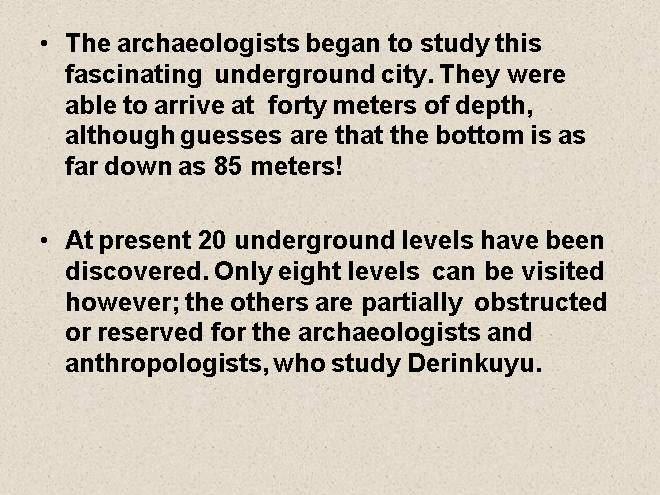 • The archaeologists began to study this
fascinating underground city. They were
able to arrive at forty meters of depth,
although guesses are that the bottom is as
far down as 85 meters!
• At present 20 underground levels have been
discovered. Only eight levels can be visited
however; the others are partially obstructed
or reserved for the archaeologists and
anthropologists, who study Derinkuyu.